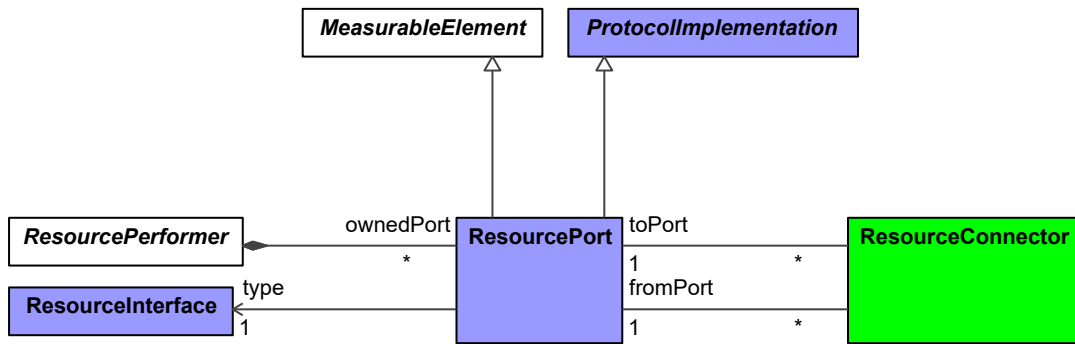 MeasurableElement
ProtocolImplementation
ownedPort
toPort
ResourcePerformer
ResourcePort
ResourceConnector
*
1
*
type
fromPort
ResourceInterface
1
1
*